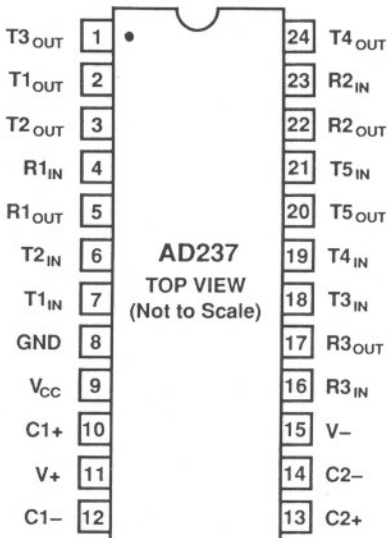 T3OUT 1 24 T4OUT
T1OUT 2 23 R2IN
T2OUT 3 22 R2OUT
R1IN 4 21 T5IN
R1OUT 5 20 T5OUT
T2IN 6 AD237 19 T4IN
T1IN 7 TOP VIEW 18 T3IN
(Not to Scale)
GND 8 17 R3OUT
VCC 9 16 R3IN
C1+ 10 15 V−
V+ 11 14 C2−
C1− 12 13 C2+